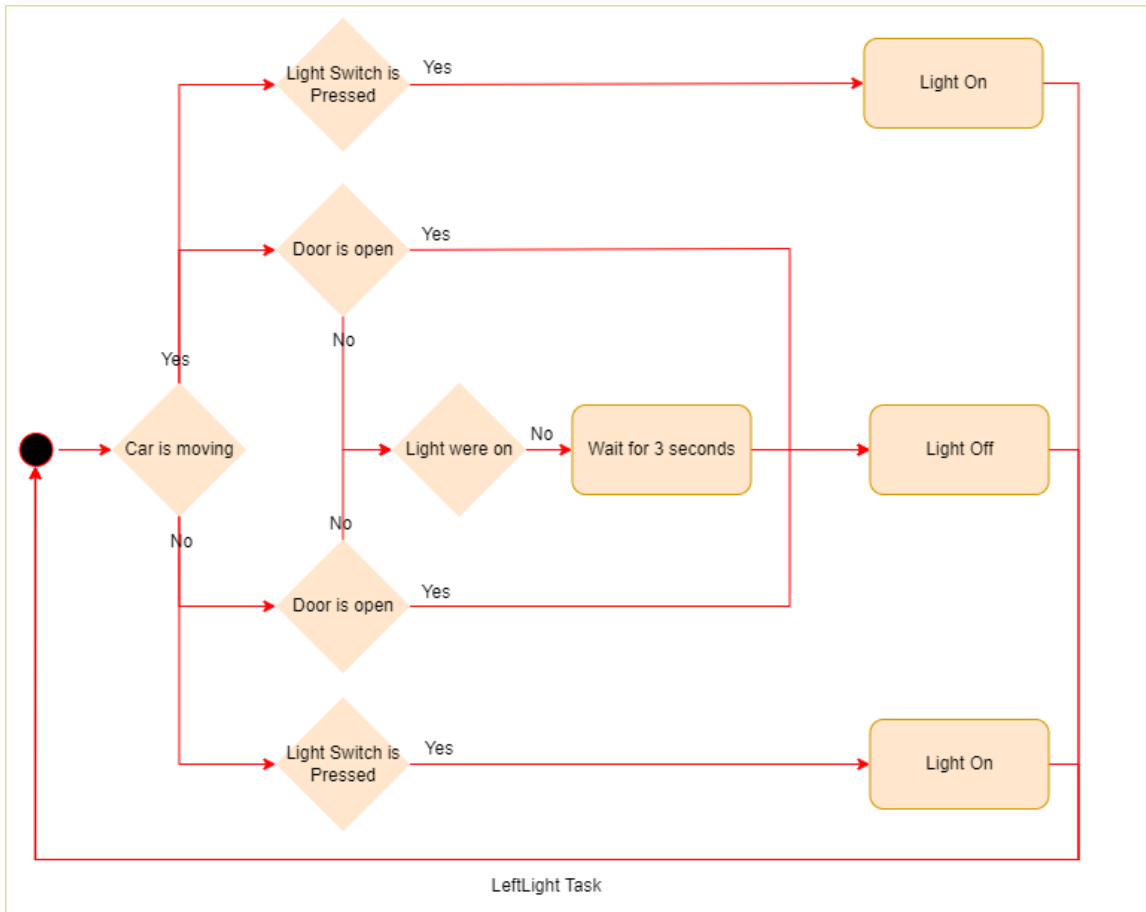 Light Switch is
Pressed
Yes
Light On
Door is open
Yes
No
Yes
Car is moving
Light were on
No
Wait for 3 seconds
Light Off
No
No
Door is open
Yes
Light Switch is
Pressed
Yes
Light On
LeftLight Task